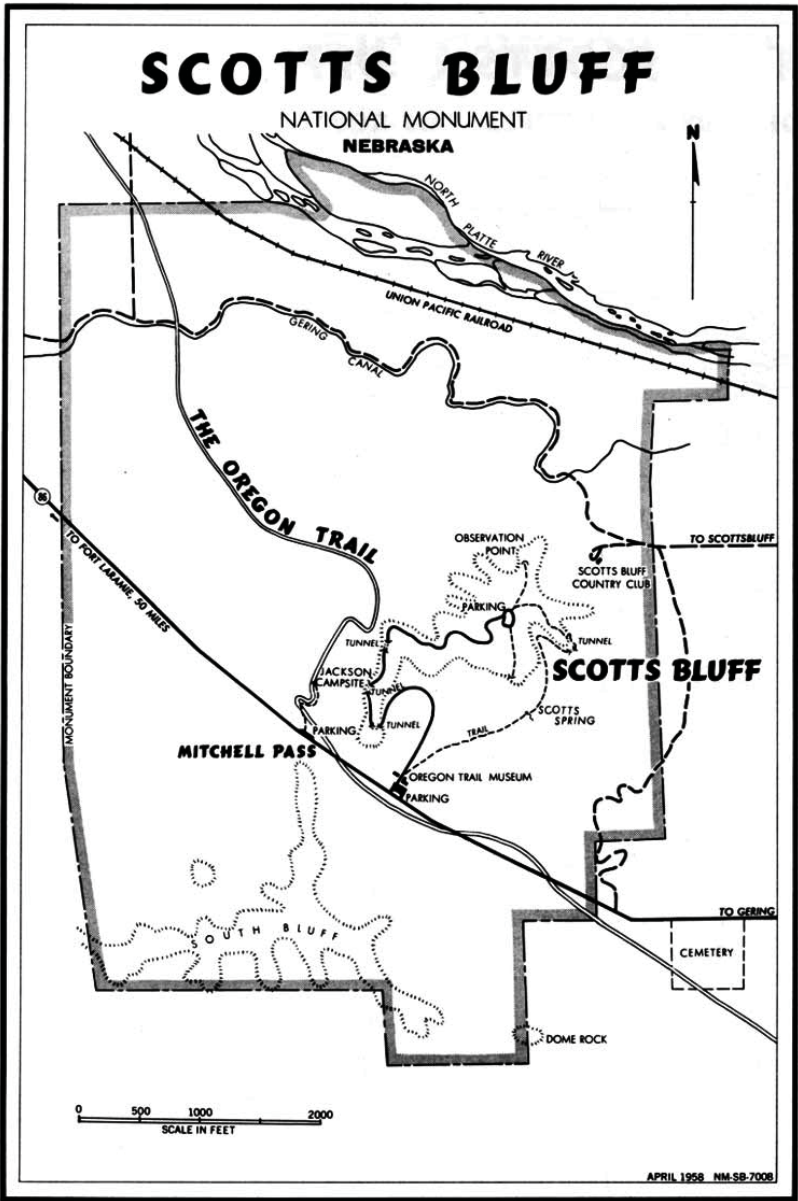 SCOTTS BLUFF
NATIONAL MONUMENT
NEBRASKA
N
NORTH
PLATTE
RIVER
UNION PACIFIC RAILROAD
GERING
CANAL
THE OREGON TRAIL
86
TO FORT LARAMIE, 50 MILES
OBSERVATION
POINT
TO SCOTTSBLUFF
SCOTTS BLUFF
COUNTRY CLUB
PARKING
TUNNEL
TUNNEL
SCOTTS BLUFF
JACKSON
CAMPSITE
TUNNEL
MONUMENT BOUNDARY
SCOTTS
SPRING
TUNNEL
PARKING
TRAIL
MITCHELL PASS
OREGON TRAIL MUSEUM
PARKING
TO GERING
SOUTH BLUFF
CEMETERY
DOME ROCK
0 500 1000 2000
SCALE IN FEET
APRIL 1958 NM-SB-7008